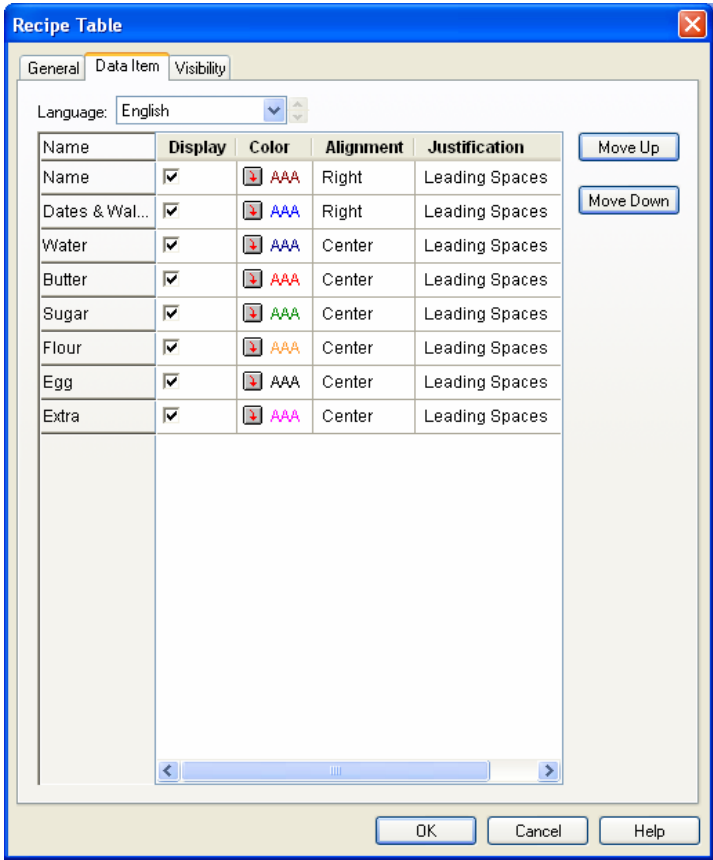 Recipe Table
General Data Item Visibility
Language: English
Name Display Color Alignment Justification Move Up
Name AAA Right Leading Spaces
Dates & Wal... AAA Right Leading Spaces Move Down
Water AAA Center Leading Spaces
Butter AAA Center Leading Spaces
Sugar AAA Center Leading Spaces
Flour AAA Center Leading Spaces
Egg AAA Center Leading Spaces
Extra AAA Center Leading Spaces
OK Cancel Help